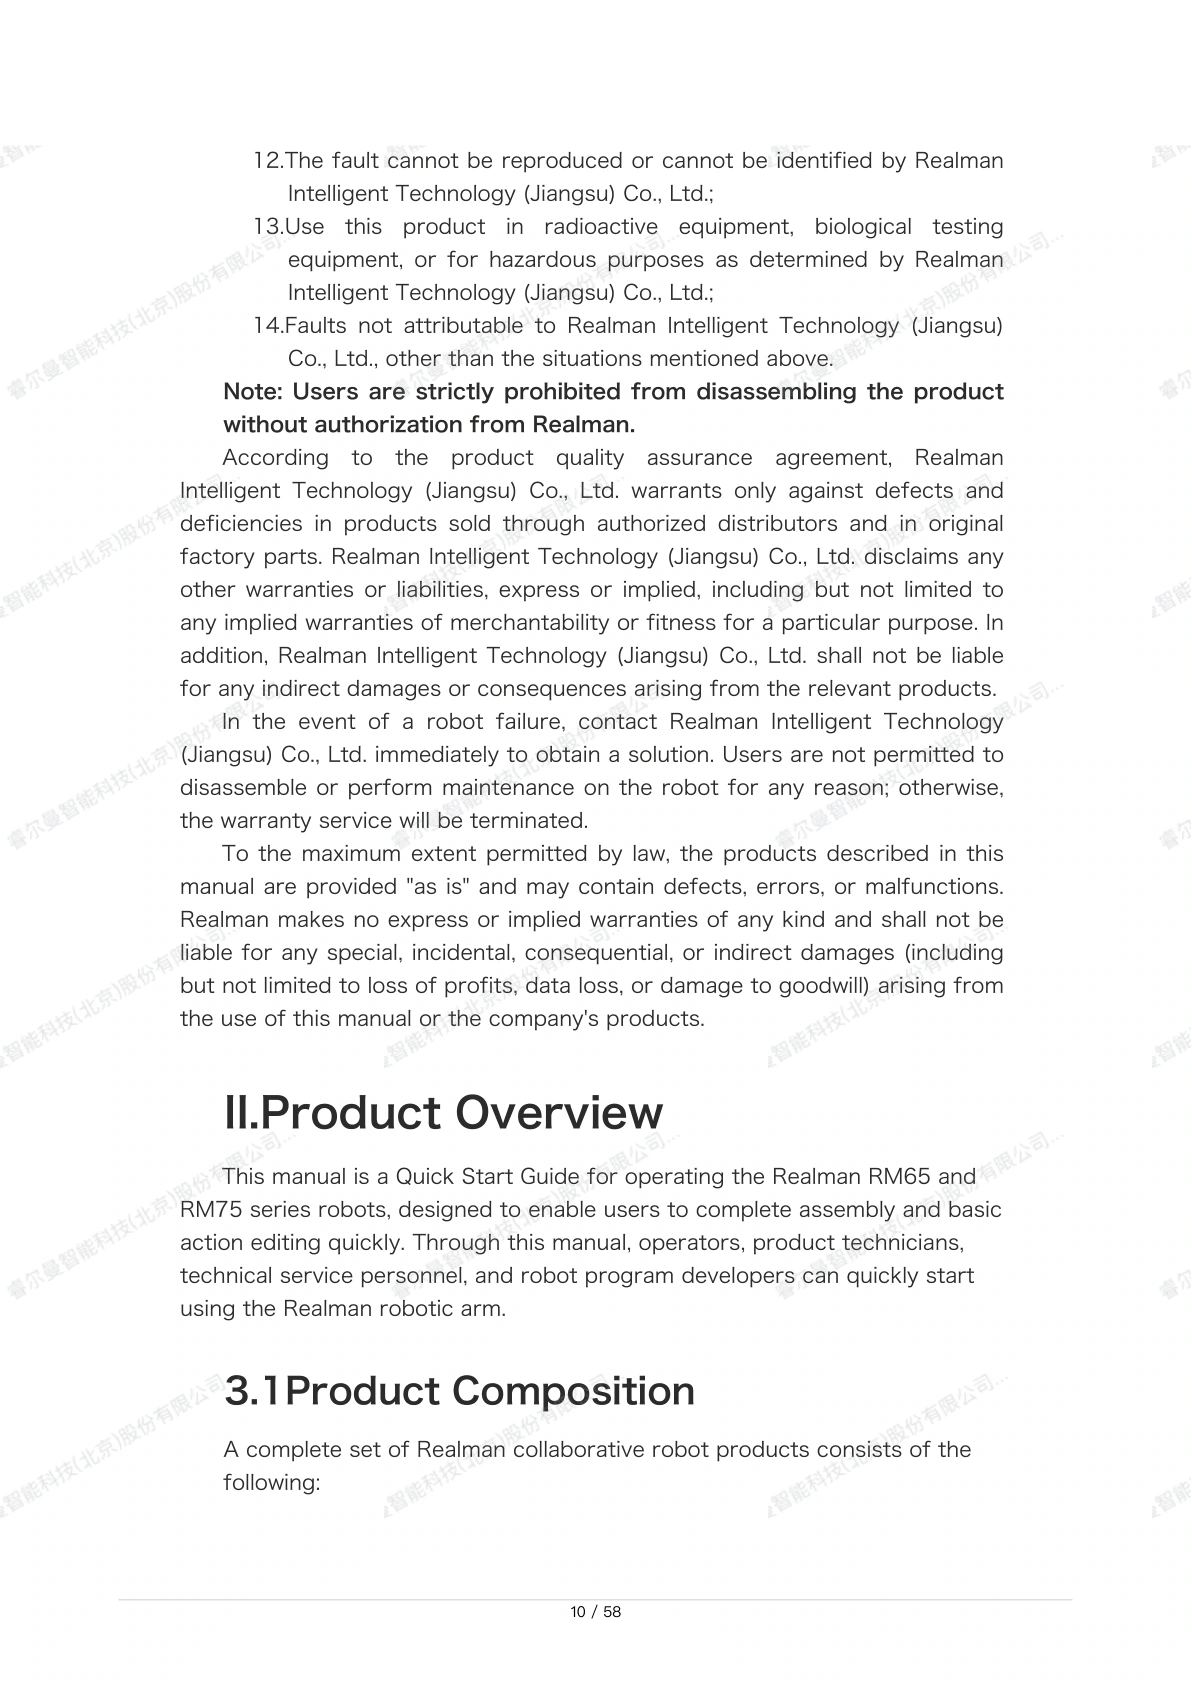 12.The fault cannot be reproduced or cannot be identified by Realman
Intelligent Technology (Jiangsu) Co., Ltd.;
13.Use this product in radioactive equipment, biological testing
equipment, or for hazardous purposes as determined by Realman
Intelligent Technology (Jiangsu) Co., Ltd.;
14.Faults not attributable to Realman Intelligent Technology (Jiangsu)
Co., Ltd., other than the situations mentioned above.
Note: Users are strictly prohibited from disassembling the product
without authorization from Realman.
According to the product quality assurance agreement, Realman
Intelligent Technology (Jiangsu) Co., Ltd. warrants only against defects and
deficiencies in products sold through authorized distributors and in original
factory parts. Realman Intelligent Technology (Jiangsu) Co., Ltd. disclaims any
other warranties or liabilities, express or implied, including but not limited to
any implied warranties of merchantability or fitness for a particular purpose. In
addition, Realman Intelligent Technology (Jiangsu) Co., Ltd. shall not be liable
for any indirect damages or consequences arising from the relevant products.
In the event of a robot failure, contact Realman Intelligent Technology
(Jiangsu) Co., Ltd. immediately to obtain a solution. Users are not permitted to
disassemble or perform maintenance on the robot for any reason; otherwise,
the warranty service will be terminated.
To the maximum extent permitted by law, the products described in this
manual are provided "as is" and may contain defects, errors, or malfunctions.
Realman makes no express or implied warranties of any kind and shall not be
liable for any special, incidental, consequential, or indirect damages (including
but not limited to loss of profits, data loss, or damage to goodwill) arising from
the use of this manual or the company's products.
II.Product Overview
This manual is a Quick Start Guide for operating the Realman RM65 and
RM75 series robots, designed to enable users to complete assembly and basic
action editing quickly. Through this manual, operators, product technicians,
technical service personnel, and robot program developers can quickly start
using the Realman robotic arm.
3.1Product Composition
A complete set of Realman collaborative robot products consists of the
following:
10 / 58
睿尔曼智能科技(北京)股份有限公司...